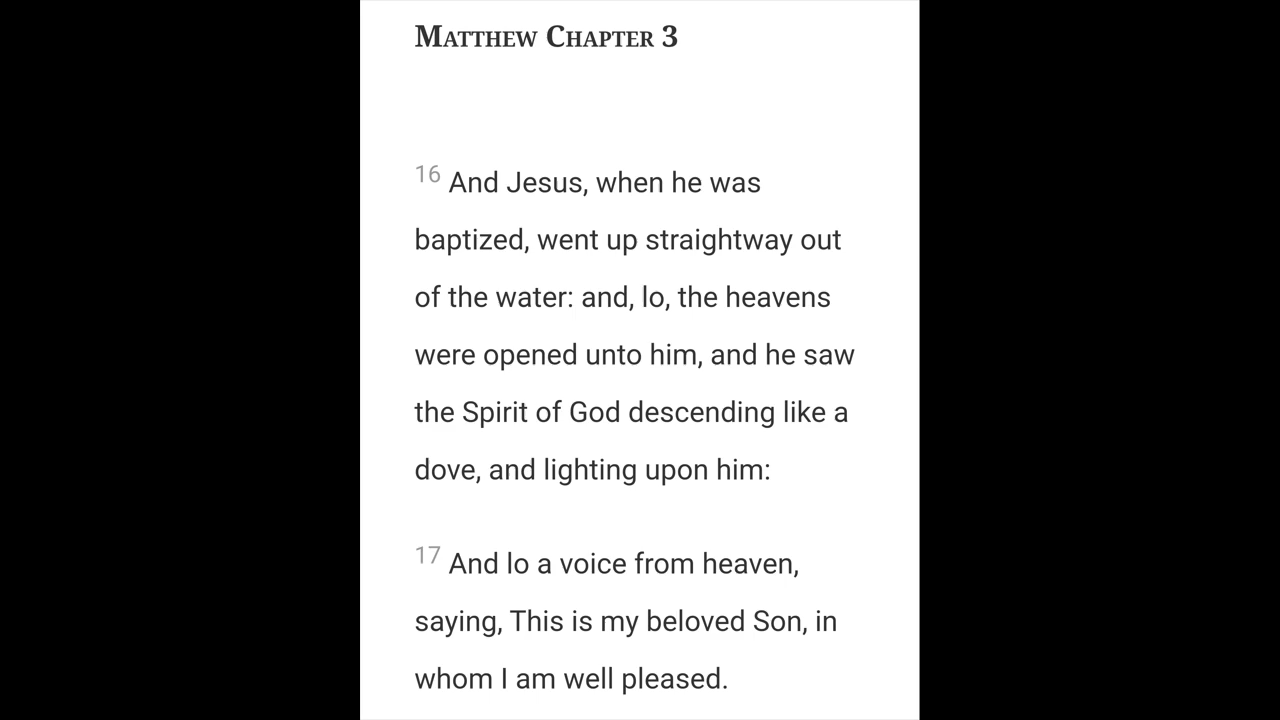 Matthew Chapter 3
16 And Jesus, when he was
baptized, went up straightway out
of the water: and, lo, the heavens
were opened unto him, and he saw
the Spirit of God descending like a
dove, and lighting upon him:
17 And lo a voice from heaven,
saying, This is my beloved Son, in
whom I am well pleased.